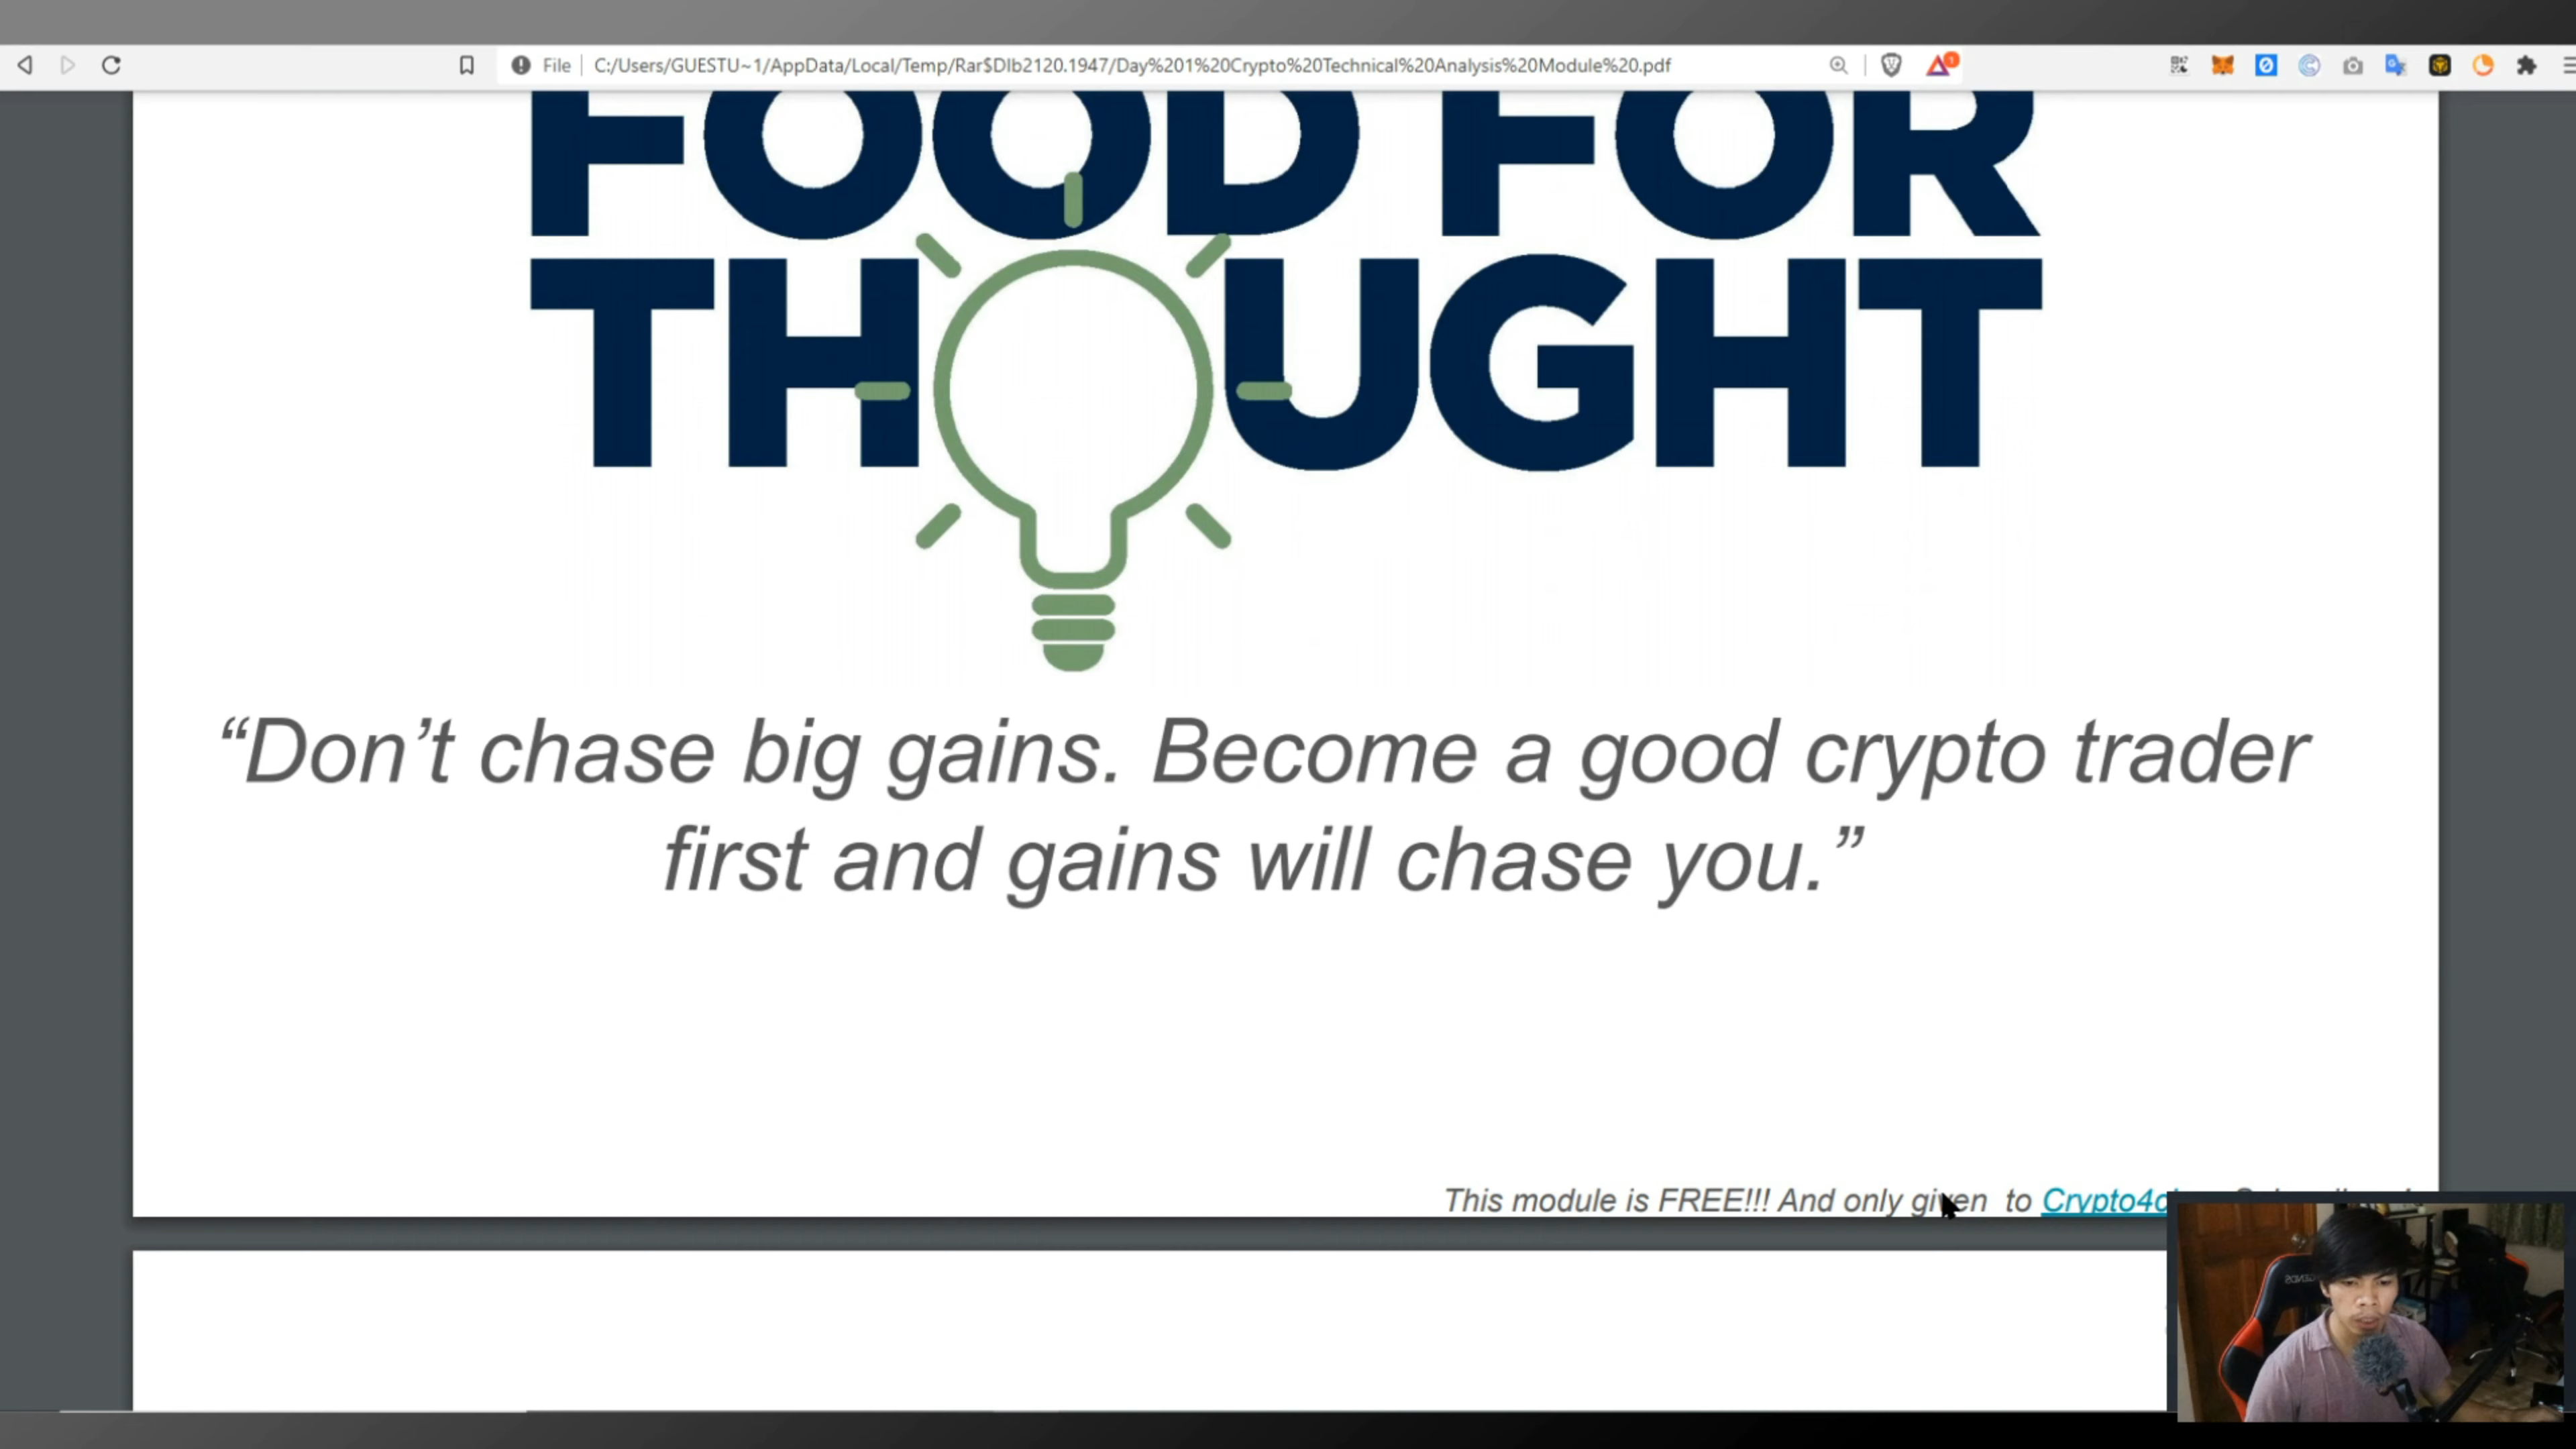 File C:/Users/GUESTU~1/AppData/Local/Temp/Rar$DIb2120.1947/Day%201%20Crypto%20Technical%20Analysis%20Module%20.pdf
FOOD FOR
THOUGHT
“Don’t chase big gains. Become a good crypto trader
first and gains will chase you.”
This module is FREE!!! And only given to